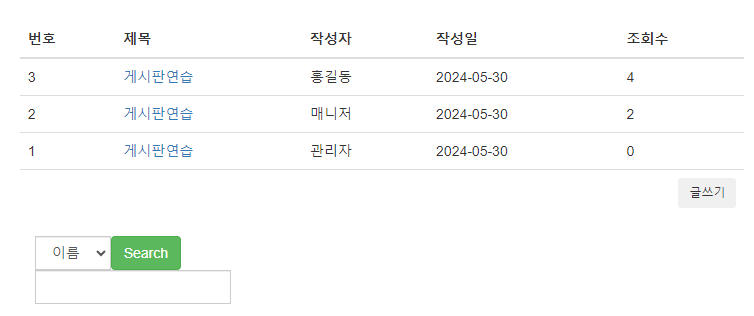 번호 제목 작성자 작성일 조회수
3 게시판연습 홍길동 2024-05-30 4
2 게시판연습 매니저 2024-05-30 2
1 게시판연습 관리자 2024-05-30 0
글쓰기
이름 Search